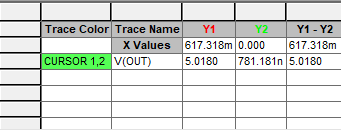 Trace Color Trace Name Y1 Y2 Y1 - Y2
X Values 617.318m 0.000 617.318m
CURSOR 1,2 V(OUT) 5.0180 781.181n 5.0180